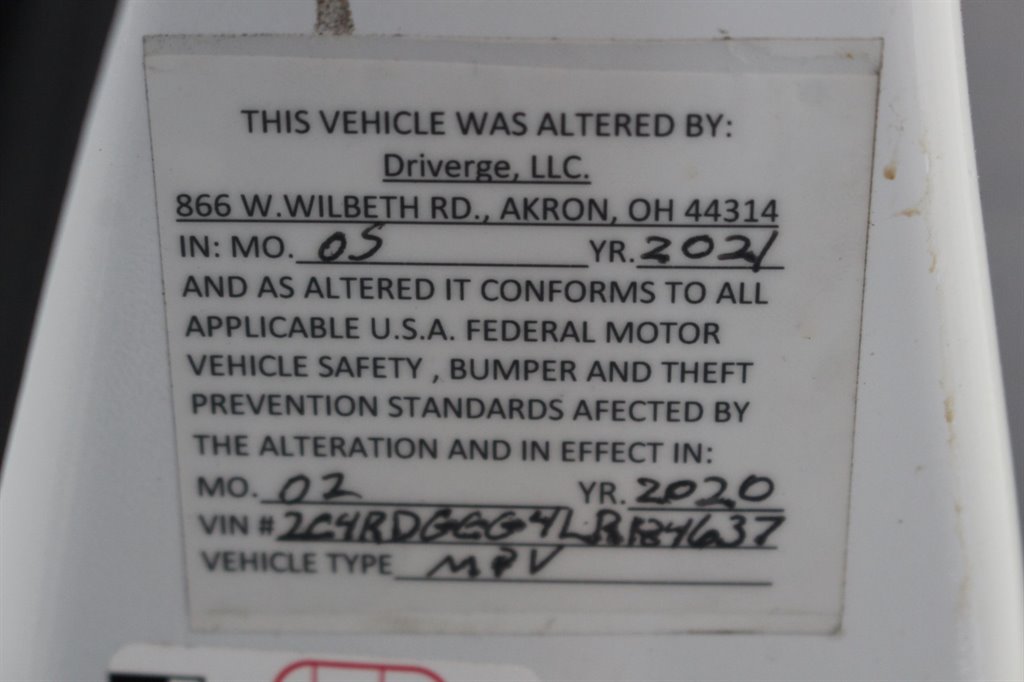 THIS VEHICLE WAS ALTERED BY:
Driverge, LLC.
866 W.WILBETH RD., AKRON, OH 44314
IN: MO. 05 YR. 2021
AND AS ALTERED IT CONFORMS TO ALL
APPLICABLE U.S.A. FEDERAL MOTOR
VEHICLE SAFETY , BUMPER AND THEFT
PREVENTION STANDARDS AFECTED BY
THE ALTERATION AND IN EFFECT IN:
MO. 02 YR. 2020
VIN # 2C4RDGEG4LR184637
VEHICLE TYPE MPV